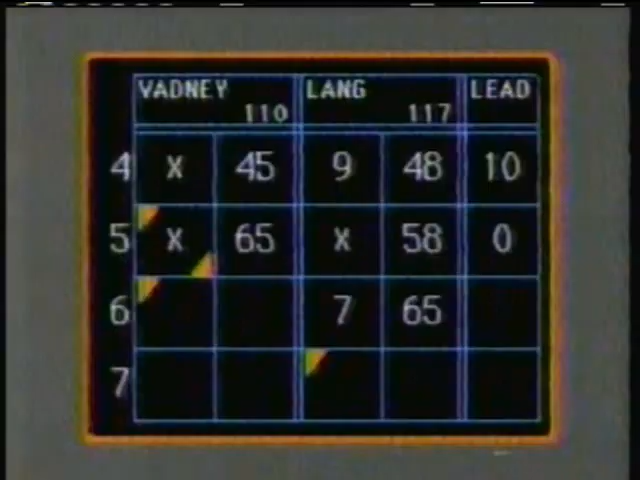 VADNEY LANG LEAD
110 117
4 x 45 9 48 10
5 x 65 x 58 0
6 7 65
7